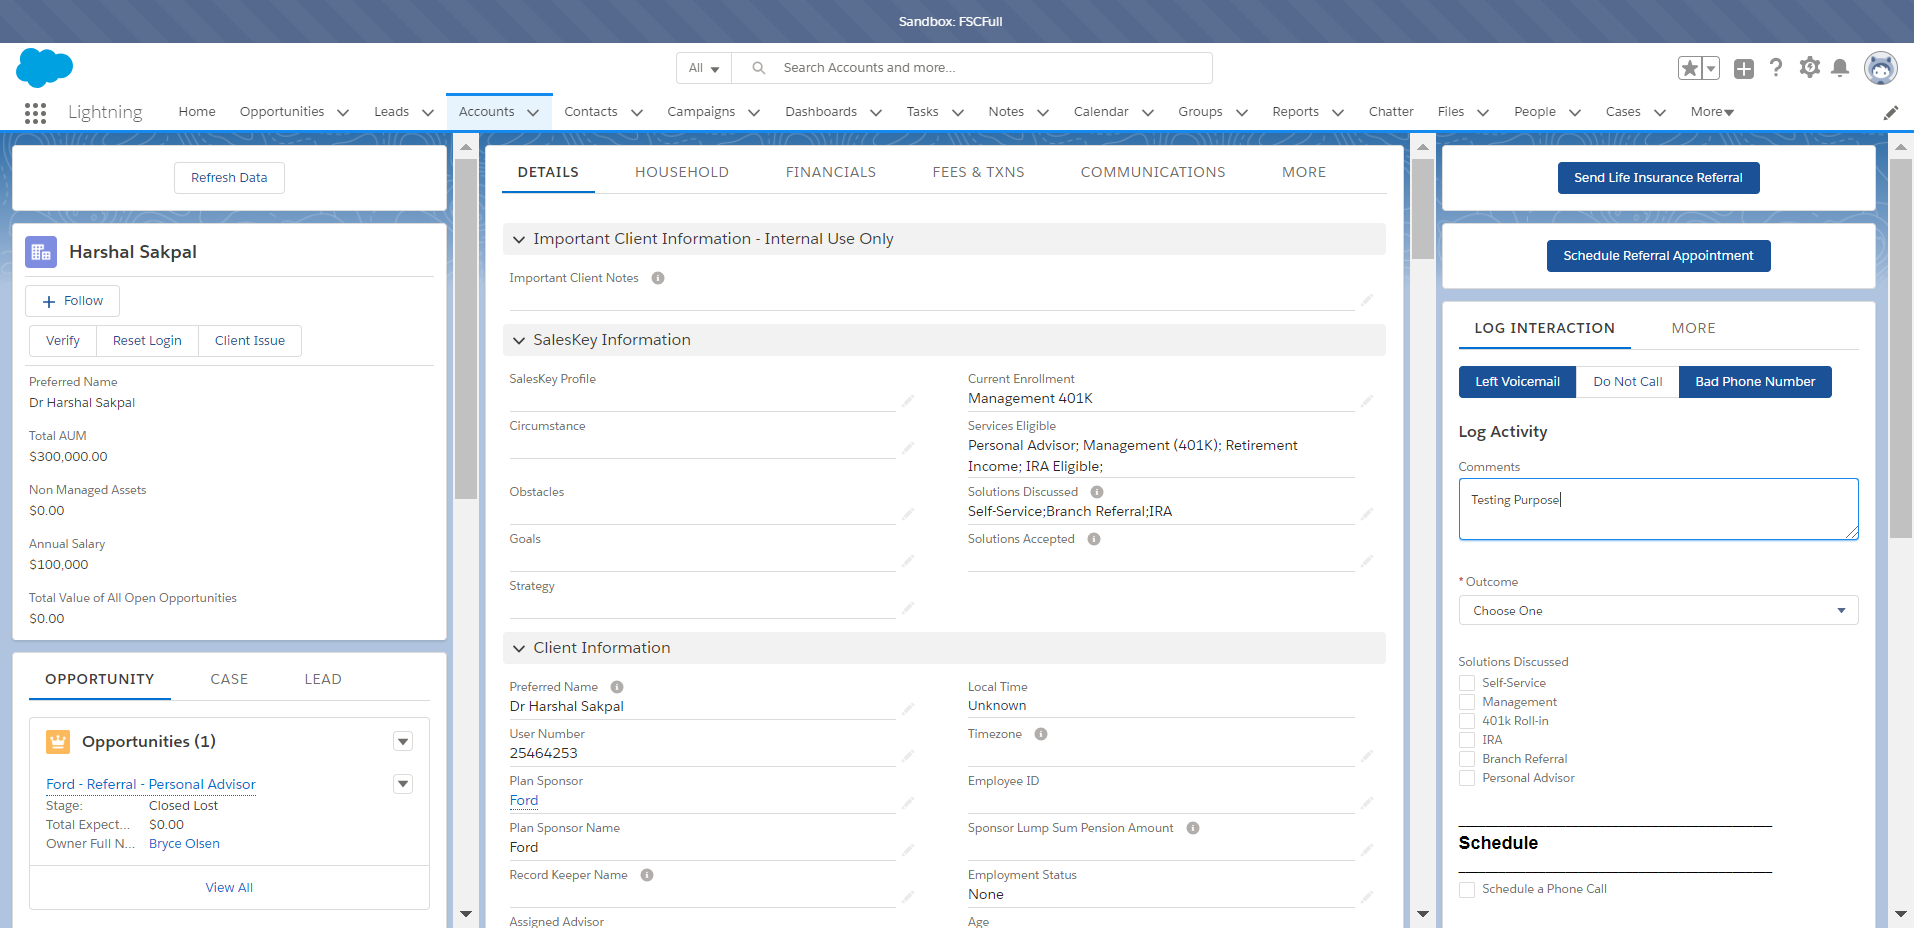 Sandbox: FSCFull
All
Search Accounts and more...
Lightning
Home
Opportunities
Leads
Accounts
Contacts
Campaigns
Dashboards
Tasks
Notes
Calendar
Groups
Reports
Chatter
Files
People
Cases
More
Refresh Data
Harshal Sakpal
Follow
Verify
Reset Login
Client Issue
Preferred Name
Dr Harshal Sakpal
Total AUM
$300,000.00
Non Managed Assets
$0.00
Annual Salary
$100,000
Total Value of All Open Opportunities
$0.00
OPPORTUNITY
CASE
LEAD
Opportunities (1)
Ford - Referral - Personal Advisor
Stage: Closed Lost
Total Expect... $0.00
Owner Full N... Bryce Olsen
View All
DETAILS
HOUSEHOLD
FINANCIALS
FEES & TXNS
COMMUNICATIONS
MORE
Important Client Information - Internal Use Only
Important Client Notes
SalesKey Information
SalesKey Profile
Circumstance
Obstacles
Goals
Strategy
Current Enrollment
Management 401K
Services Eligible
Personal Advisor; Management (401K); Retirement
Income; IRA Eligible;
Solutions Discussed
Self-Service;Branch Referral;IRA
Solutions Accepted
Client Information
Preferred Name
Dr Harshal Sakpal
User Number
25464253
Plan Sponsor
Ford
Plan Sponsor Name
Ford
Record Keeper Name
Assigned Advisor
Local Time
Unknown
Timezone
Employee ID
Sponsor Lump Sum Pension Amount
Employment Status
None
Age
Send Life Insurance Referral
Schedule Referral Appointment
LOG INTERACTION
MORE
Left Voicemail
Do Not Call
Bad Phone Number
Log Activity
Comments
Testing Purpose
*Outcome
Choose One
Solutions Discussed
Self-Service
Management
401k Roll-in
IRA
Branch Referral
Personal Advisor
Schedule
Schedule a Phone Call